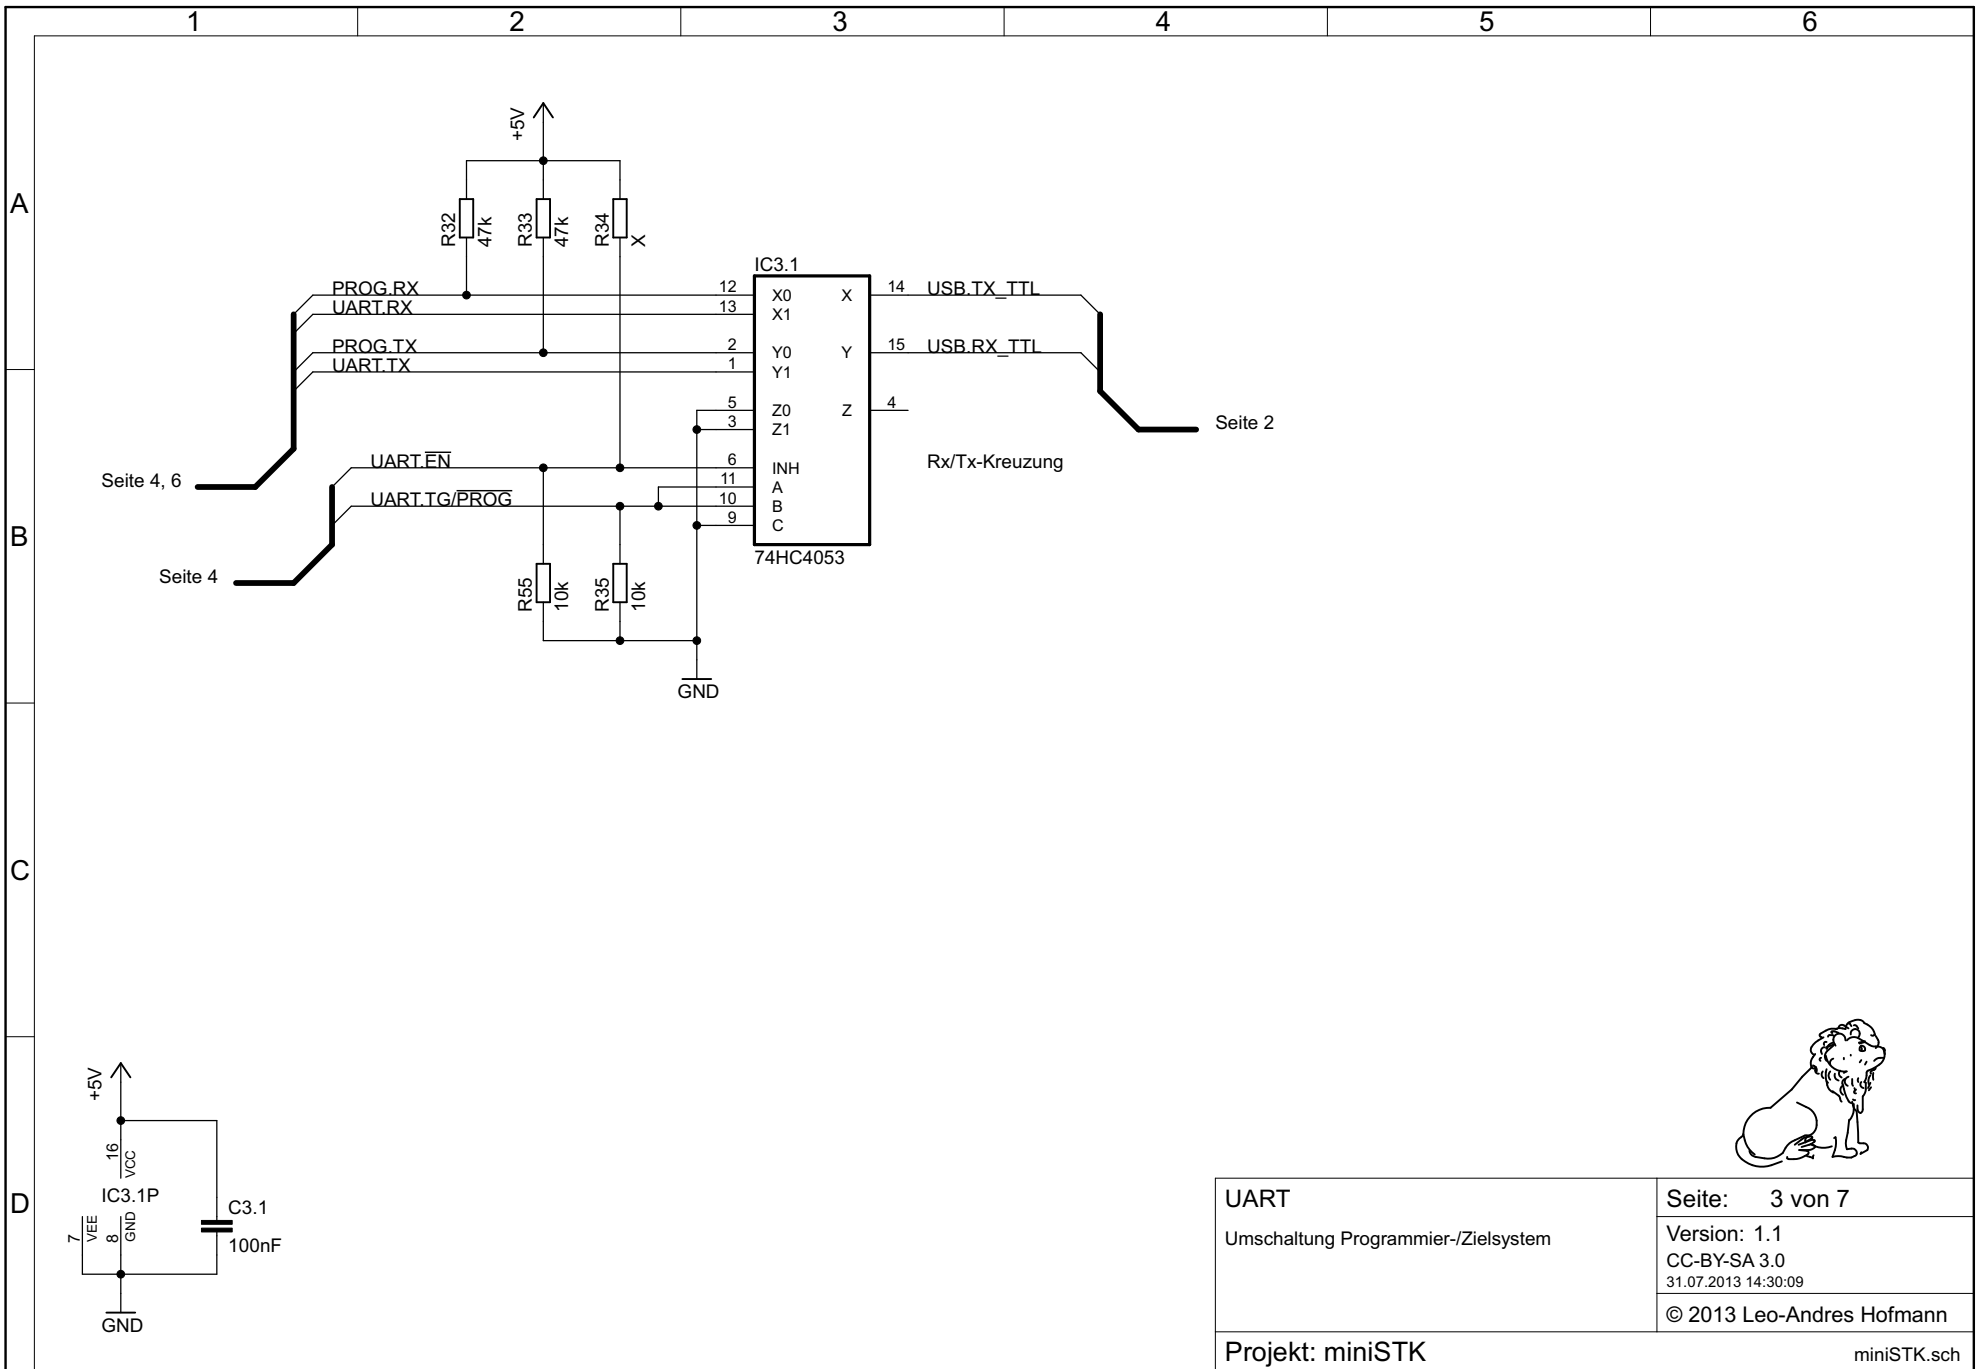 1 2 3 4 5 6
A
B
C
D
+5V
R32
47k
R33
47k
R34
X
IC3.1
PROG.RX
UART.RX
PROG.TX
UART.TX
UART.EN
UART.TG/PROG
12 X0
13 X1
2 Y0
1 Y1
5 Z0
3 Z1
6 INH
11 A
10 B
9 C
X 14 USB.TX_TTL
Y 15 USB.RX_TTL
Z 4
Rx/Tx-Kreuzung
74HC4053
Seite 2
Seite 4, 6
Seite 4
R55
10k
R35
10k
GND
+5V
16
VCC
IC3.1P
7
VEE
8
GND
C3.1
100nF
GND
UART
Umschaltung Programmier-/Zielsystem
Seite: 3 von 7
Version: 1.1
CC-BY-SA 3.0
31.07.2013 14:30:09
© 2013 Leo-Andres Hofmann
Projekt: miniSTK
miniSTK.sch